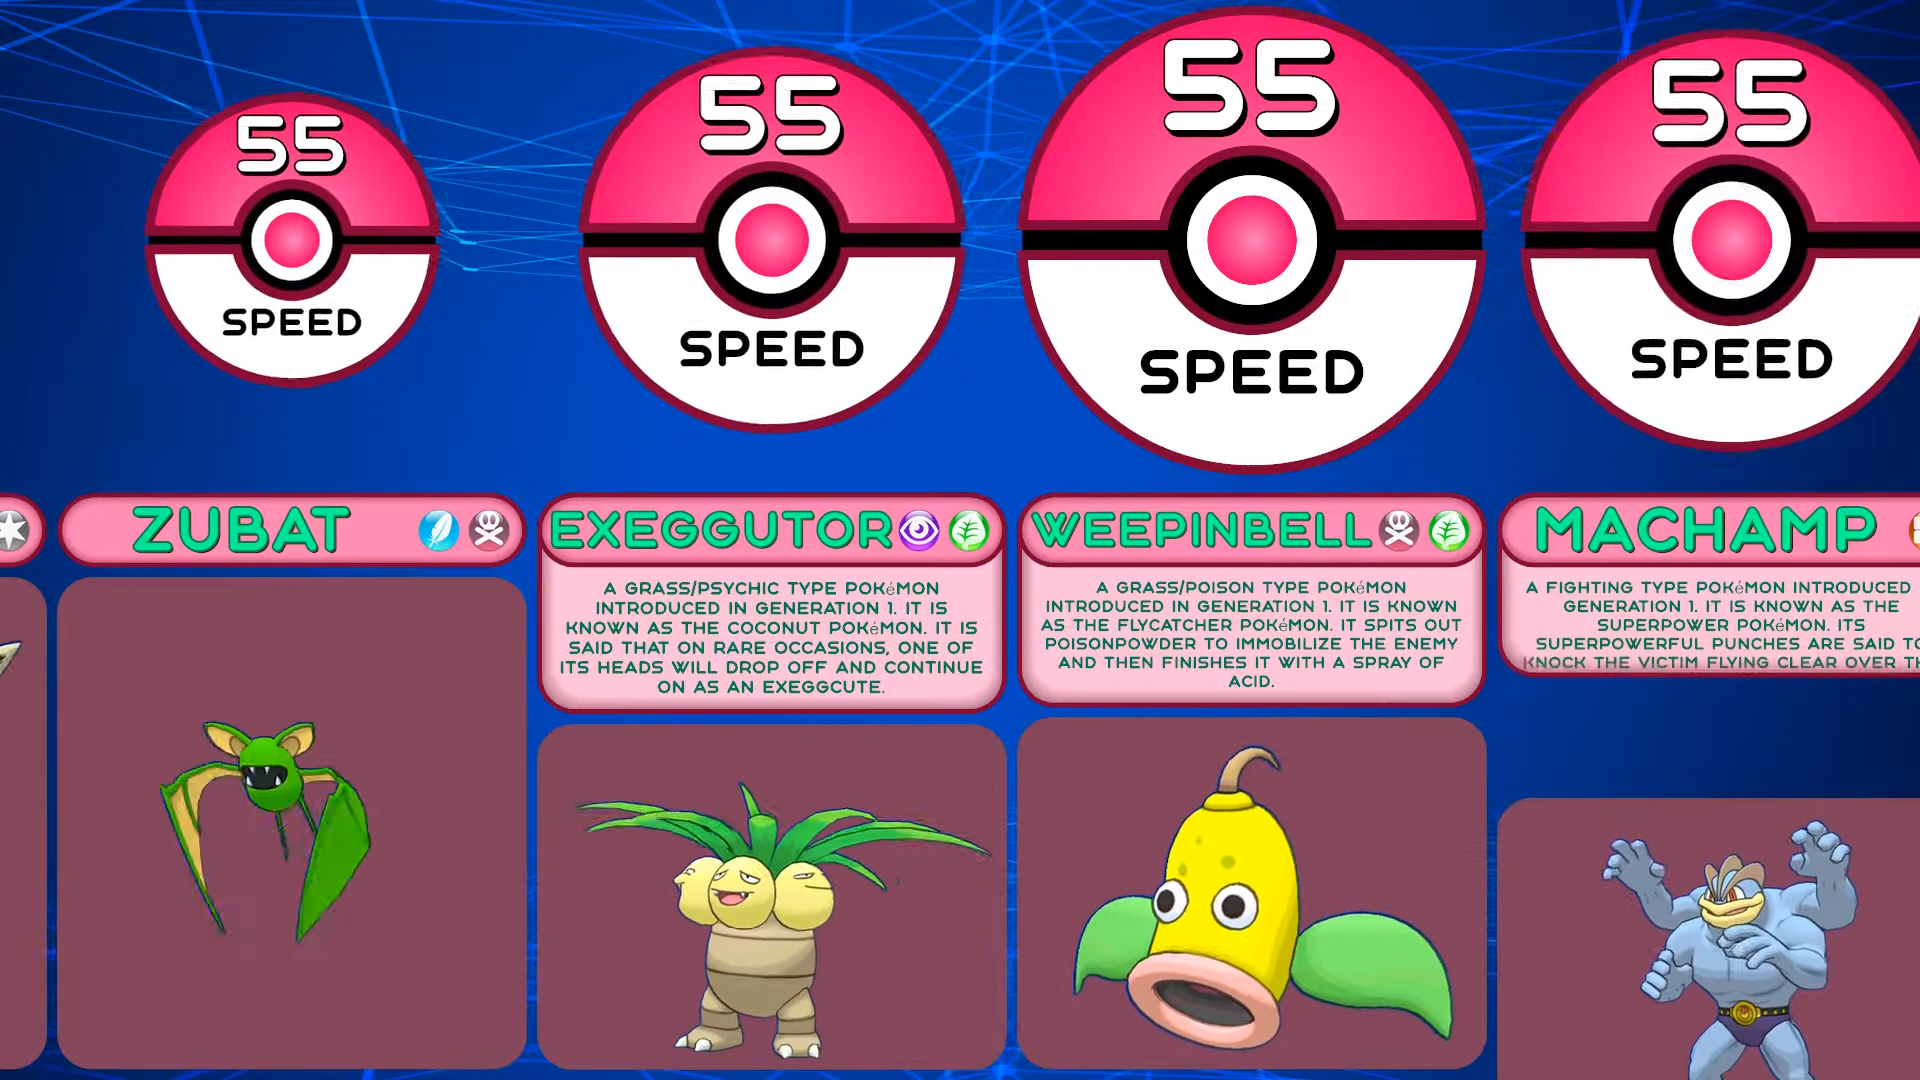 55
SPEED
55
SPEED
55
SPEED
55
SPEED
ZUBAT
EXEGGUTOR
A GRASS/PSYCHIC TYPE POKéMON
INTRODUCED IN GENERATION 1. IT IS
KNOWN AS THE COCONUT POKéMON. IT IS
SAID THAT ON RARE OCCASIONS, ONE OF
ITS HEADS WILL DROP OFF AND CONTINUE
ON AS AN EXEGGCUTE.
WEEPINBELL
A GRASS/POISON TYPE POKéMON
INTRODUCED IN GENERATION 1. IT IS KNOWN
AS THE FLYCATCHER POKéMON. IT SPITS OUT
POISONPOWDER TO IMMOBILIZE THE ENEMY
AND THEN FINISHES IT WITH A SPRAY OF
ACID.
MACHAMP
A FIGHTING TYPE POKéMON INTRODUCED
GENERATION 1. IT IS KNOWN AS THE
SUPERPOWER POKéMON. ITS
SUPERPOWERFUL PUNCHES ARE SAID TO
KNOCK THE VICTIM FLYING CLEAR OVER